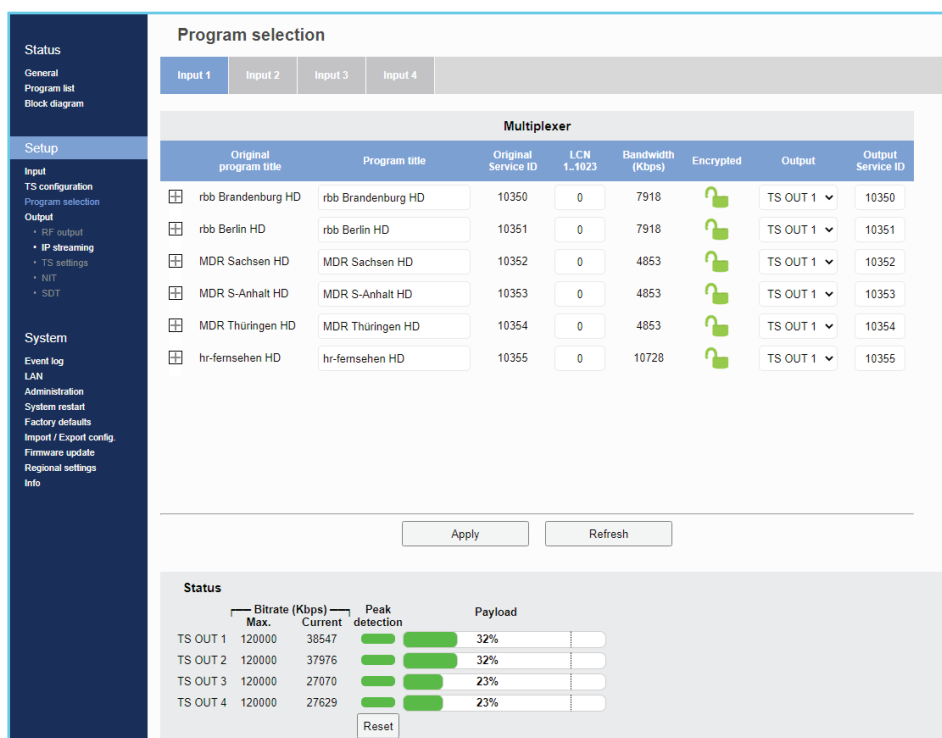 Program selection
Status
General
Program list
Block diagram
Setup
Input
TS configuration
Program selection
Output
• RF output
• IP streaming
• TS settings
• NIT
• SDT
System
Event log
LAN
Administration
System restart
Factory defaults
Import / Export config.
Firmware update
Regional settings
Info
Input 1 Input 2 Input 3 Input 4
Multiplexer
Original program title Program title Original Service ID LCN 1..1023 Bandwidth (Kbps) Encrypted Output Output Service ID
rbb Brandenburg HD rbb Brandenburg HD 10350 0 7918 TS OUT 1 10350
rbb Berlin HD rbb Berlin HD 10351 0 7918 TS OUT 1 10351
MDR Sachsen HD MDR Sachsen HD 10352 0 4853 TS OUT 1 10352
MDR S-Anhalt HD MDR S-Anhalt HD 10353 0 4853 TS OUT 1 10353
MDR Thüringen HD MDR Thüringen HD 10354 0 4853 TS OUT 1 10354
hr-fernsehen HD hr-fernsehen HD 10355 0 10728 TS OUT 1 10355
Apply Refresh
Status
Bitrate (Kbps) Peak
Max. Current detection Payload
TS OUT 1 120000 38547 32%
TS OUT 2 120000 37976 32%
TS OUT 3 120000 27070 23%
TS OUT 4 120000 27629 23%
Reset